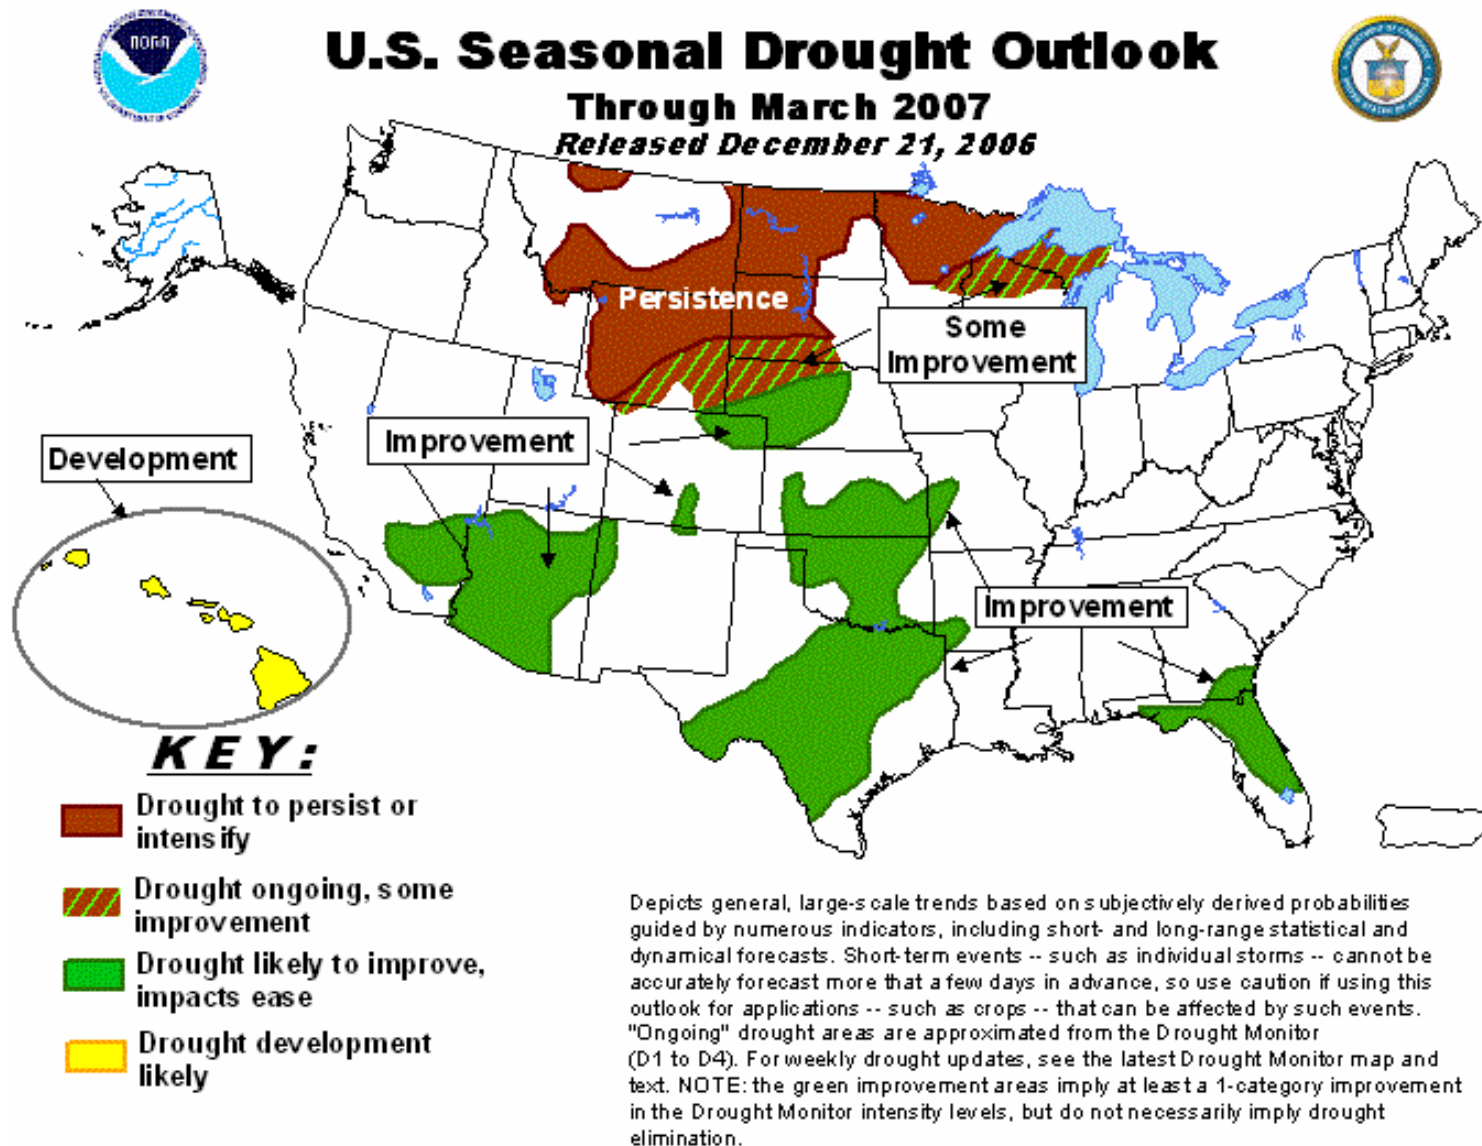 NOAA
U.S. Seasonal Drought Outlook
Through March 2007
Released December 21, 2006
Persistence
Some
Improvement
Improvement
Development
Improvement
KEY:
Drought to persist or
intensify
Drought ongoing, some
improvement
Drought likely to improve,
impacts ease
Drought development
likely
Depicts general, large-scale trends based on subjectively derived probabilities
guided by numerous indicators, including short- and long-range statistical and
dynamical forecasts. Short-term events -- such as individual storms -- cannot be
accurately forecast more that a few days in advance, so use caution if using this
outlook for applications -- such as crops -- that can be affected by such events.
"Ongoing" drought areas are approximated from the Drought Monitor
(D1 to D4). For weekly drought updates, see the latest Drought Monitor map and
text. NOTE: the green improvement areas imply at least a 1-category improvement
in the Drought Monitor intensity levels, but do not necessarily imply drought
elimination.